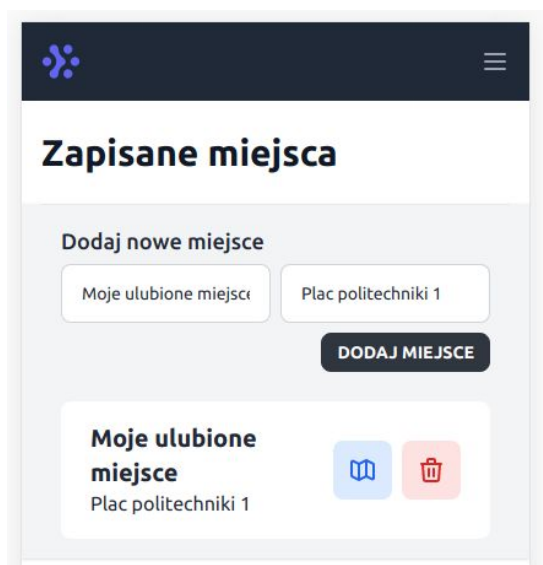 Zapisane miejsca
Dodaj nowe miejsce
Moje ulubione miejsce Plac politechniki 1
DODAJ MIEJSCE
Moje ulubione
miejsce
Plac politechniki 1